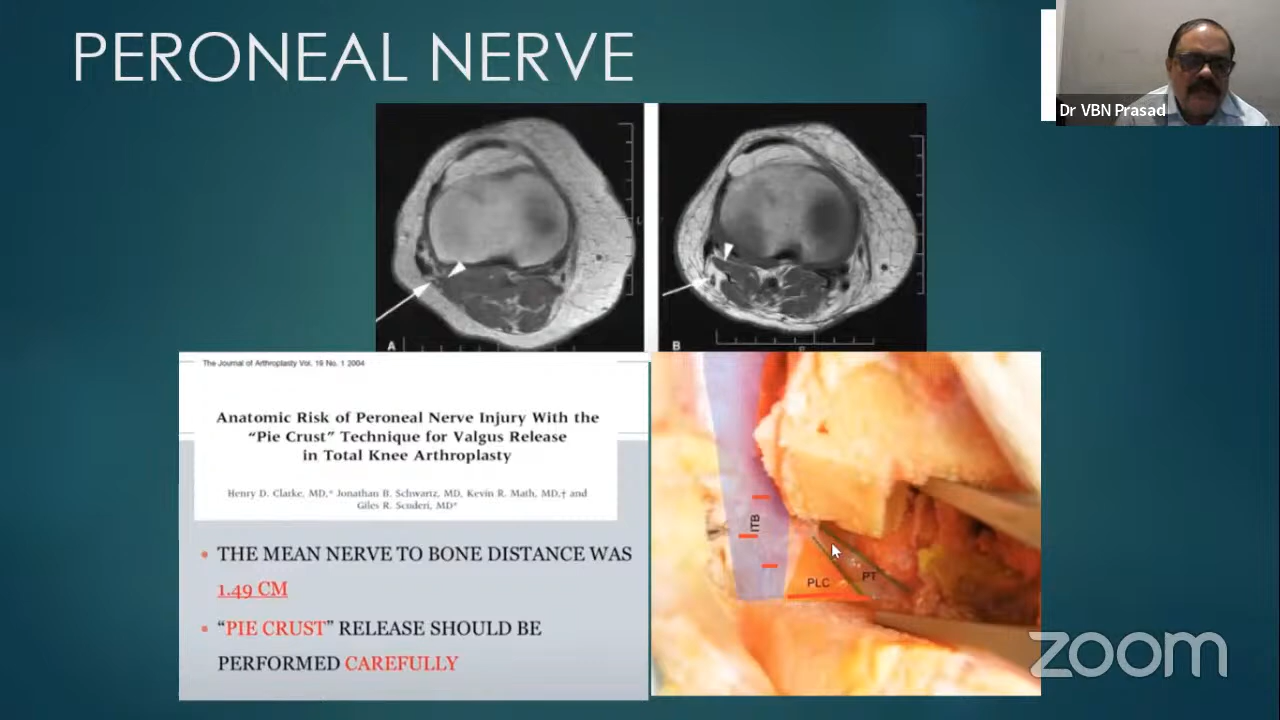 PERONEAL NERVE
Dr VBN Prasad
A
B
The Journal of Arthroplasty Vol. 19 No. 1 2004
Anatomic Risk of Peroneal Nerve Injury With the
“Pie Crust” Technique for Valgus Release
in Total Knee Arthroplasty
Henry D. Clarke, MD,* Jonathan B. Schwartz, MD, Kevin R. Math, MD,† and
Giles R. Scuderi, MD*
• THE MEAN NERVE TO BONE DISTANCE WAS
1.49 CM
• “PIE CRUST” RELEASE SHOULD BE
PERFORMED CAREFULLY
ITB
PLC
PT
zoom